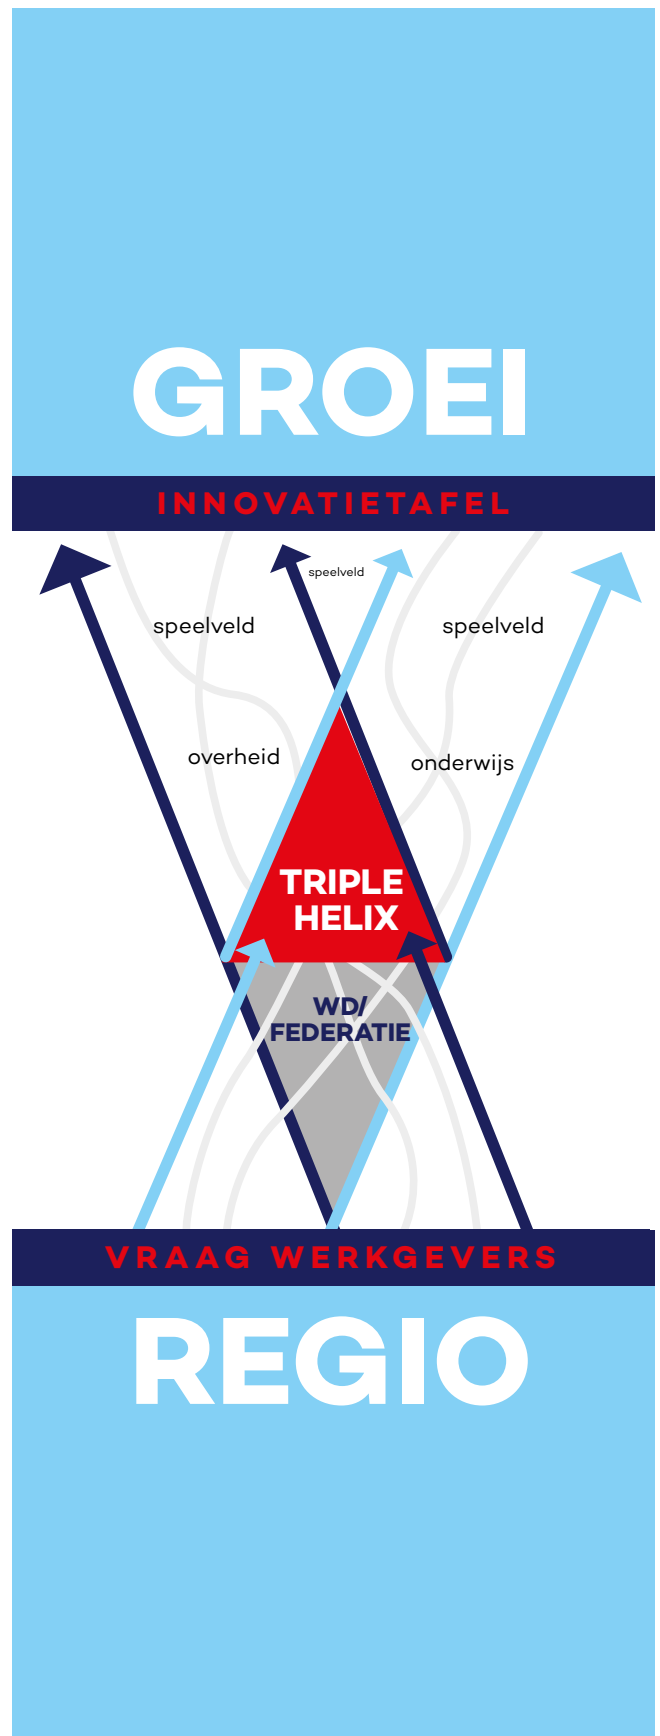 GROEI
INNOVATIETAFEL
speelveld
speelveld
speelveld
overheid
onderwijs
TRIPLE
HELIX
WD/
FEDERATIE
VRAAG WERKGEVERS
REGIO